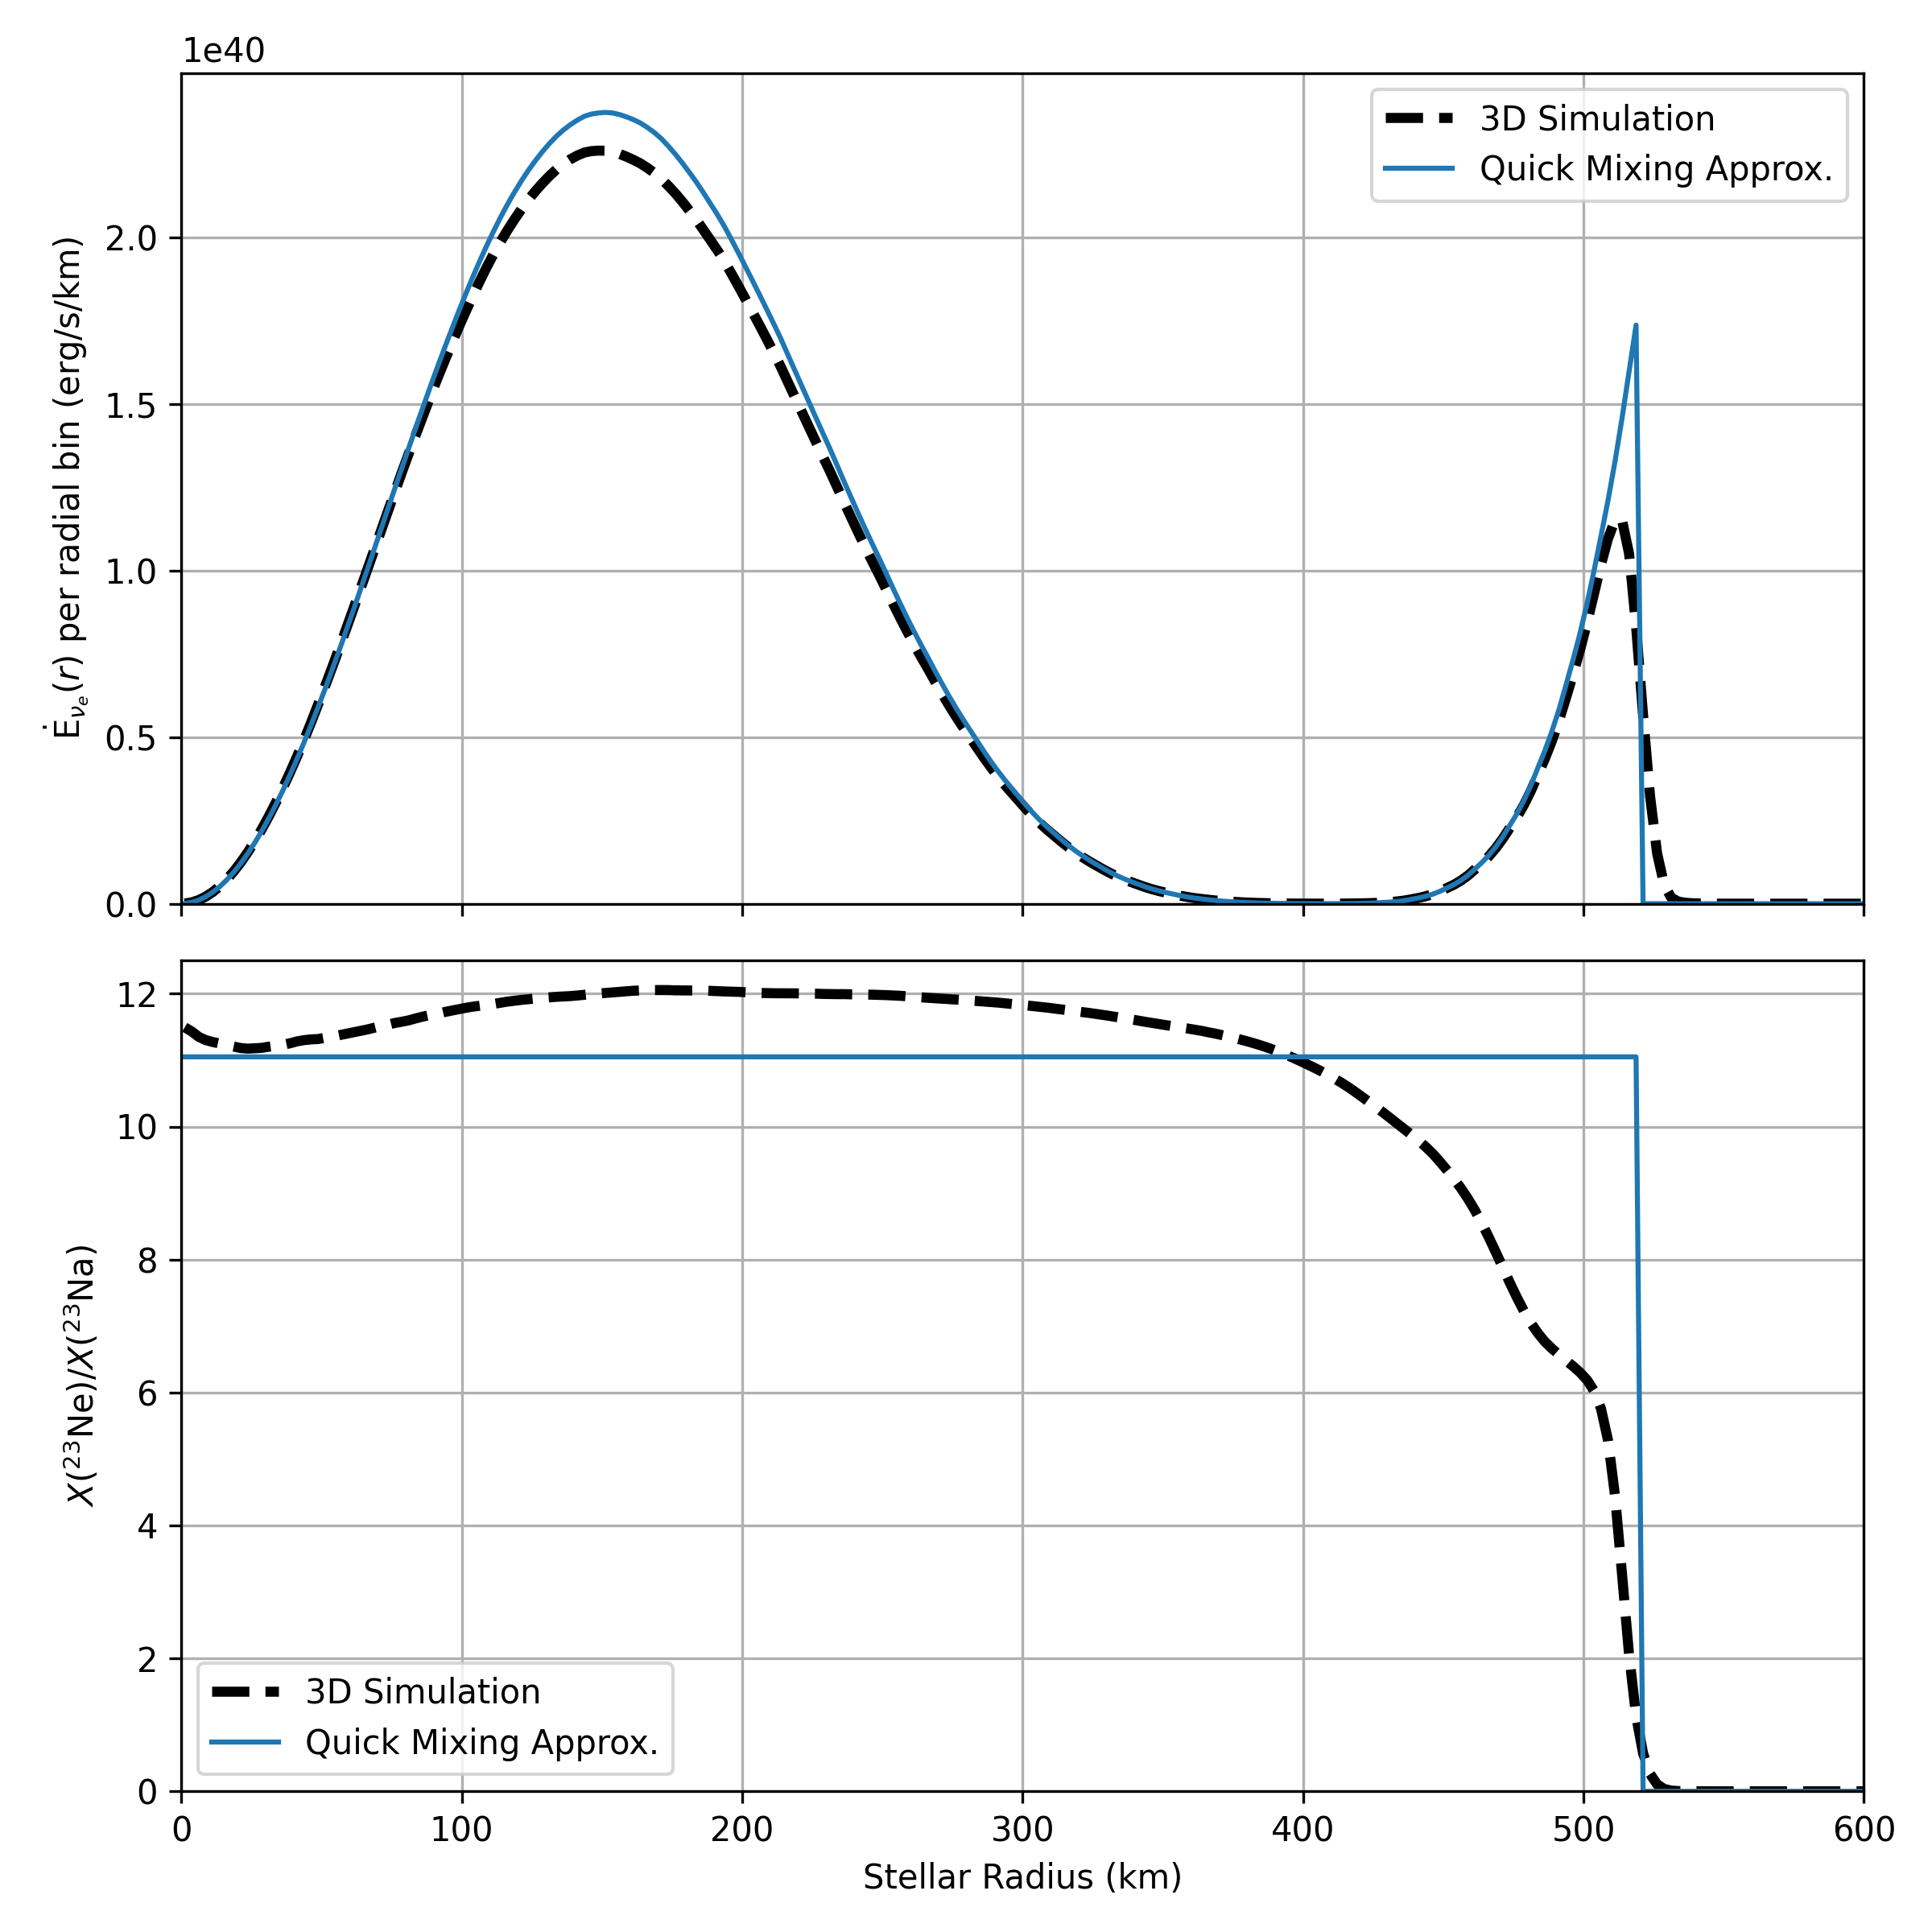 1e40
Ė_νₑ(r) per radial bin (erg/s/km)
2.0
1.5
1.0
0.5
0.0
3D Simulation
Quick Mixing Approx.
X(²³Ne)/X(²³Na)
12
10
8
6
4
2
0
3D Simulation
Quick Mixing Approx.
0 100 200 300 400 500 600
Stellar Radius (km)